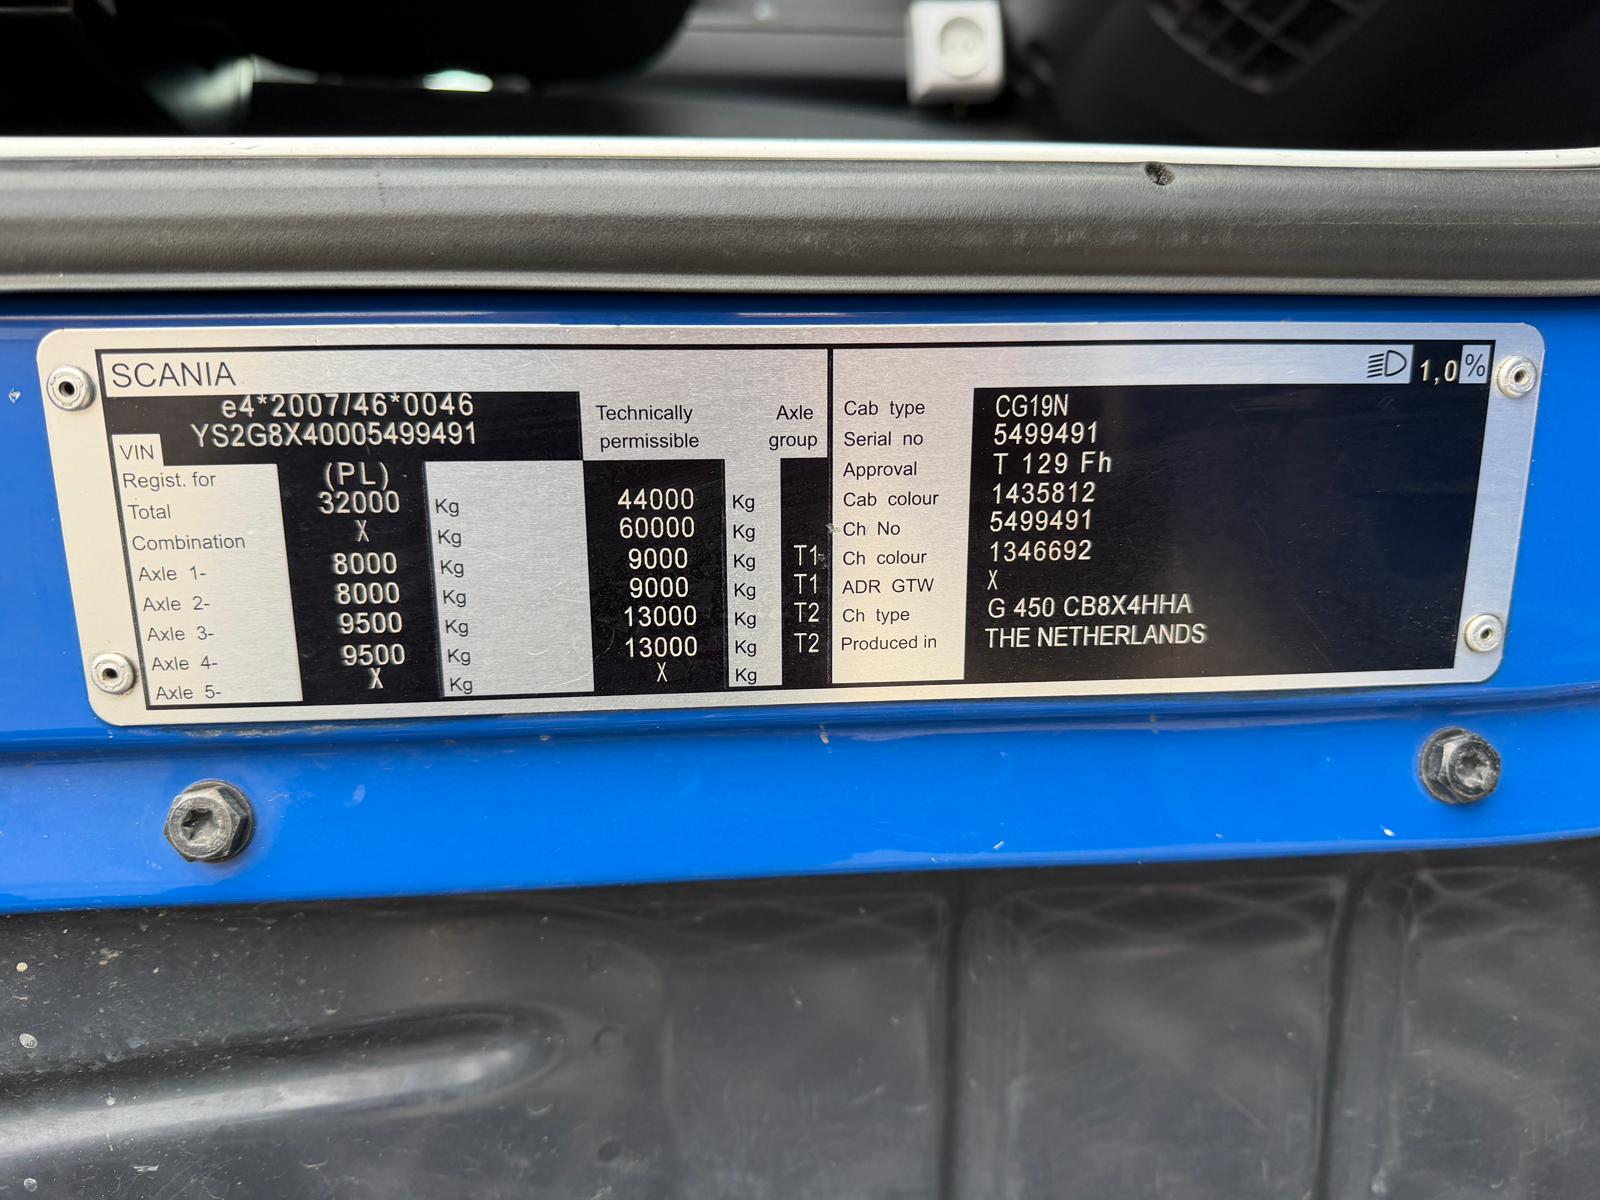 SCANIA
e4*2007/46*0046
VIN YS2G8X40005499491
Technically permissible
Axle group
Regist. for (PL)
Total 32000 Kg 44000 Kg
Combination X Kg 60000 Kg
Axle 1- 8000 Kg 9000 Kg T1
Axle 2- 8000 Kg 9000 Kg T1
Axle 3- 9500 Kg 13000 Kg T2
Axle 4- 9500 Kg 13000 Kg T2
Axle 5- X Kg X Kg
1,0 %
Cab type CG19N
Serial no 5499491
Approval T 129 Fh
Cab colour 1435812
Ch No 5499491
Ch colour 1346692
ADR GTW X
Ch type G 450 CB8X4HHA
Produced in THE NETHERLANDS